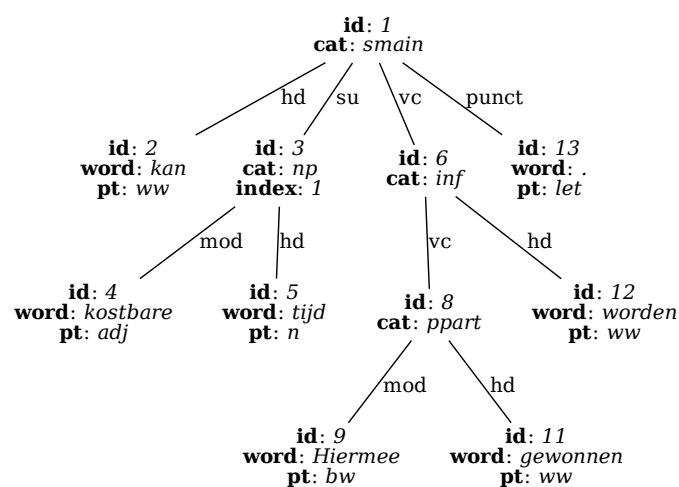 id: 1
cat: smain
hd
su
vc
punct
id: 2
word: kan
pt: ww
id: 3
cat: np
index: 1
id: 6
cat: inf
id: 13
word: .
pt: let
mod
hd
vc
hd
id: 4
word: kostbare
pt: adj
id: 5
word: tijd
pt: n
id: 8
cat: ppart
id: 12
word: worden
pt: ww
mod
hd
id: 9
word: Hiermee
pt: bw
id: 11
word: gewonnen
pt: ww